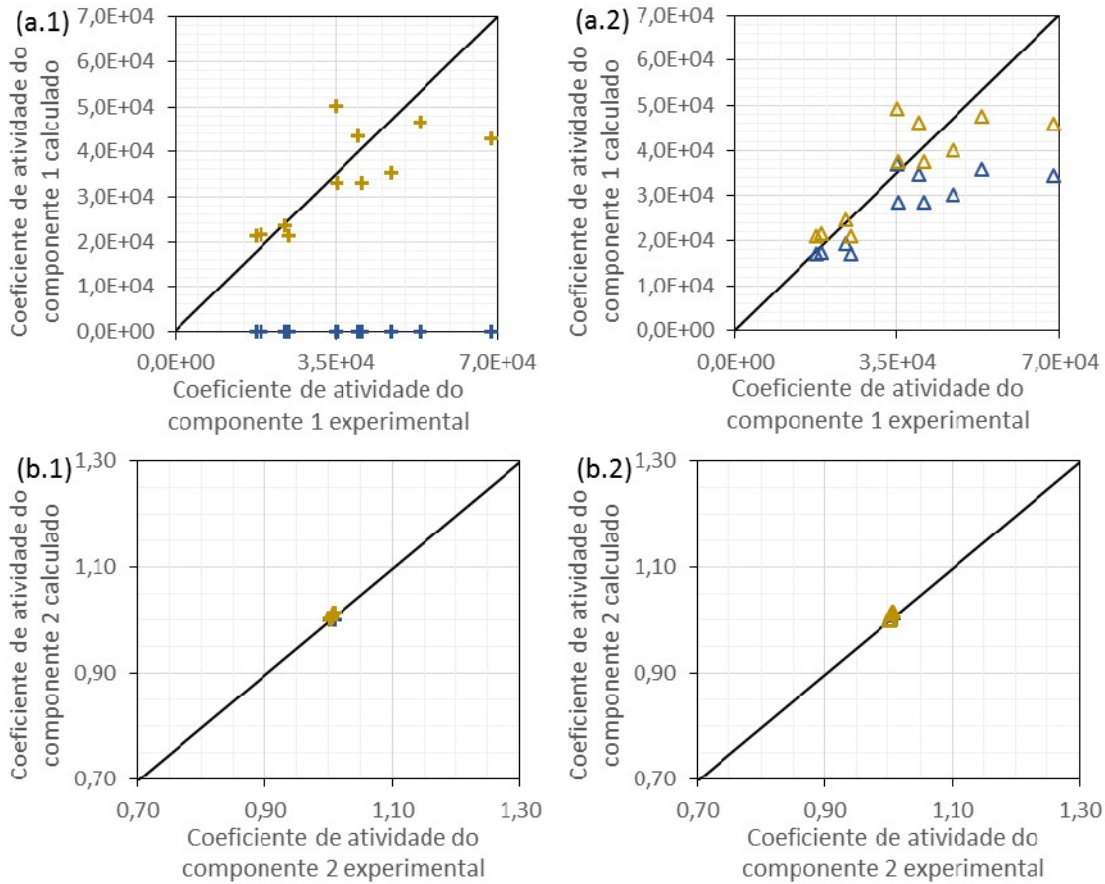 (a.1)
Coeficiente de atividade do
componente 1 calculado
7,0E+04
6,0E+04
5,0E+04
4,0E+04
3,0E+04
2,0E+04
1,0E+04
0,0E+00
0,0E+00 3,5E+04 7,0E+04
Coeficiente de atividade do
componente 1 experimental
(a.2)
Coeficiente de atividade do
componente 1 calculado
7,0E+04
6,0E+04
5,0E+04
4,0E+04
3,0E+04
2,0E+04
1,0E+04
0,0E+00
0,0E+00 3,5E+04 7,0E+04
Coeficiente de atividade do
componente 1 experimental
(b.1)
Coeficiente de atividade do
componente 2 calculado
1,30
1,10
0,90
0,70
0,70 0,90 1,10 1,30
Coeficiente de atividade do
componente 2 experimental
(b.2)
Coeficiente de atividade do
componente 2 calculado
1,30
1,10
0,90
0,70
0,70 0,90 1,10 1,30
Coeficiente de atividade do
componente 2 experimental